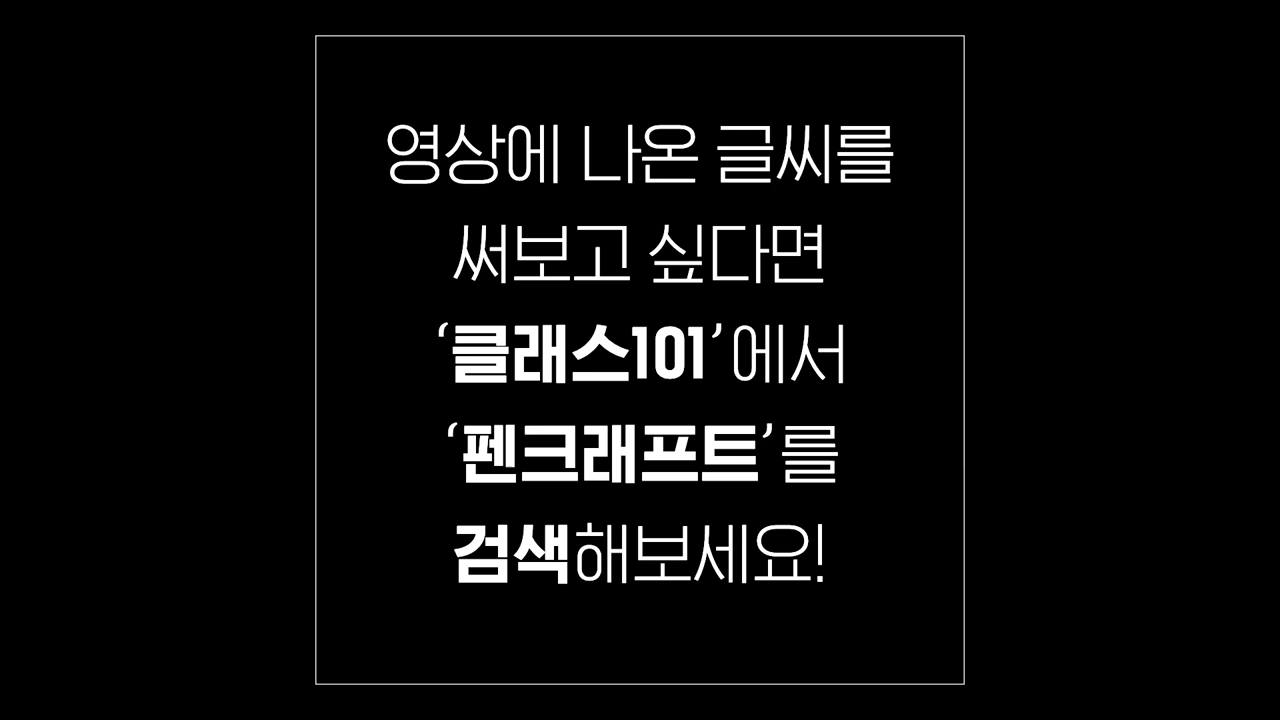 영상에 나온 글씨를
써보고 싶다면
‘클래스101’에서
‘펜크래프트’를
검색해보세요!